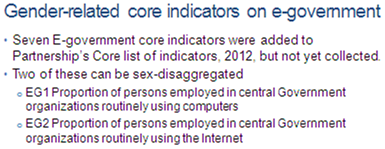 Gender-related core indicators on e-government
• Seven E-government core indicators were added to
Partnership's Core list of indicators, 2012, but not yet collected.
• Two of these can be sex-disaggregated
o EG1 Proportion of persons employed in central Government
organizations routinely using computers
o EG2 Proportion of persons employed in central Government
organizations routinely using the Internet